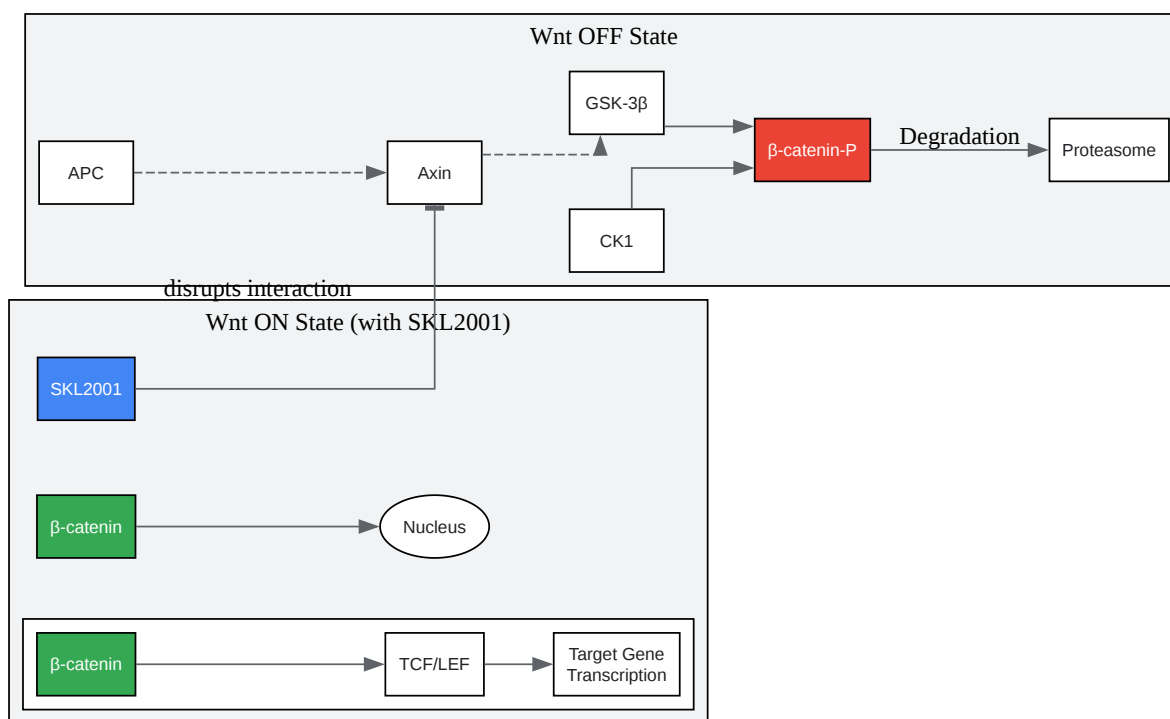 Wnt OFF State
GSK-3β
APC
Axin
β-catenin-P
Degradation
Proteasome
CK1
disrupts interaction
Wnt ON State (with SKL2001)
SKL2001
β-catenin
Nucleus
β-catenin
TCF/LEF
Target Gene
Transcription